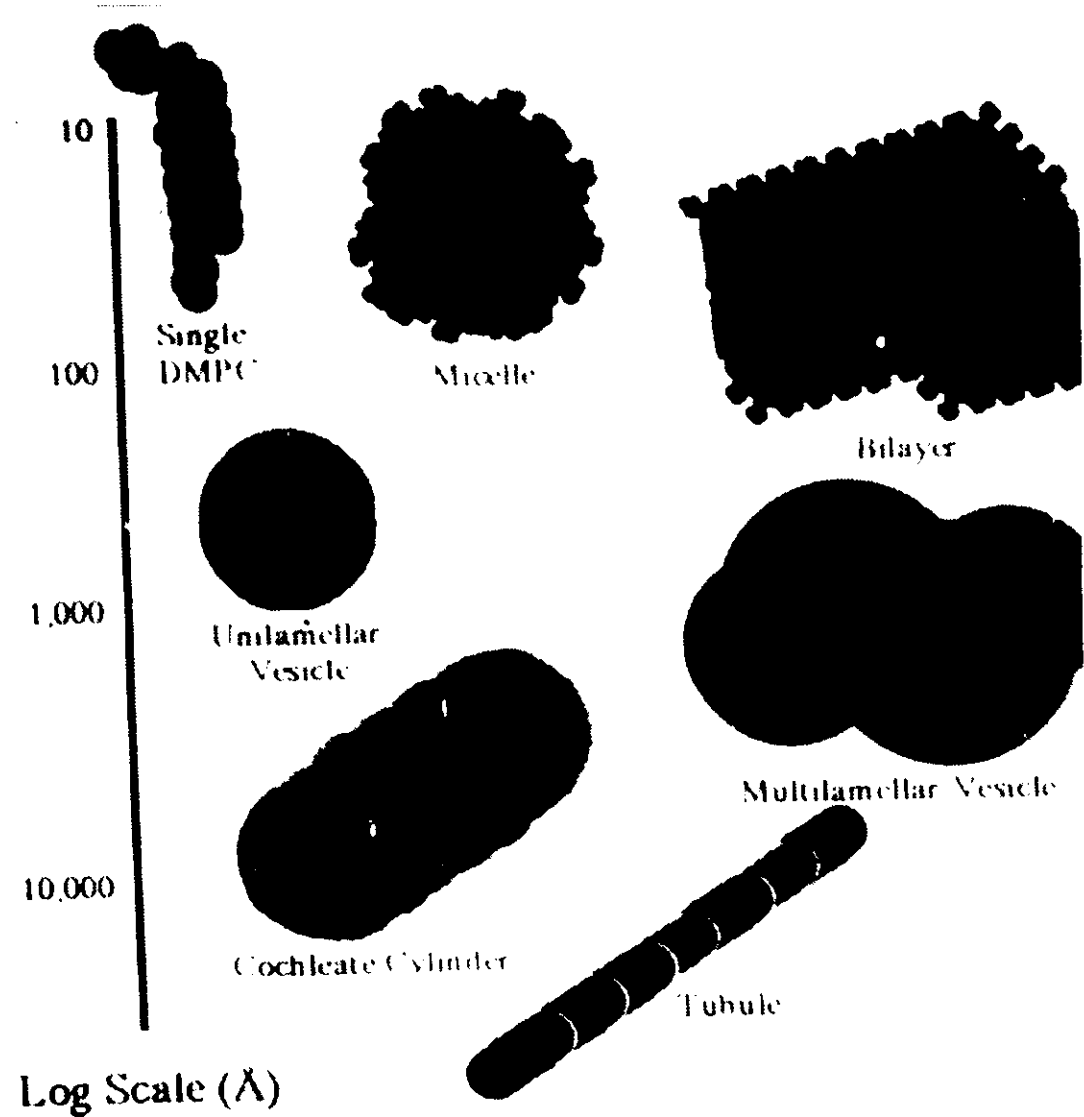 10
Single
DMPC
Micelle
100
Bilayer
1,000
Unilamellar
Vesicle
Multilamellar Vesicle
10,000
Cochleate Cylinder
Tubule
Log Scale (Å)